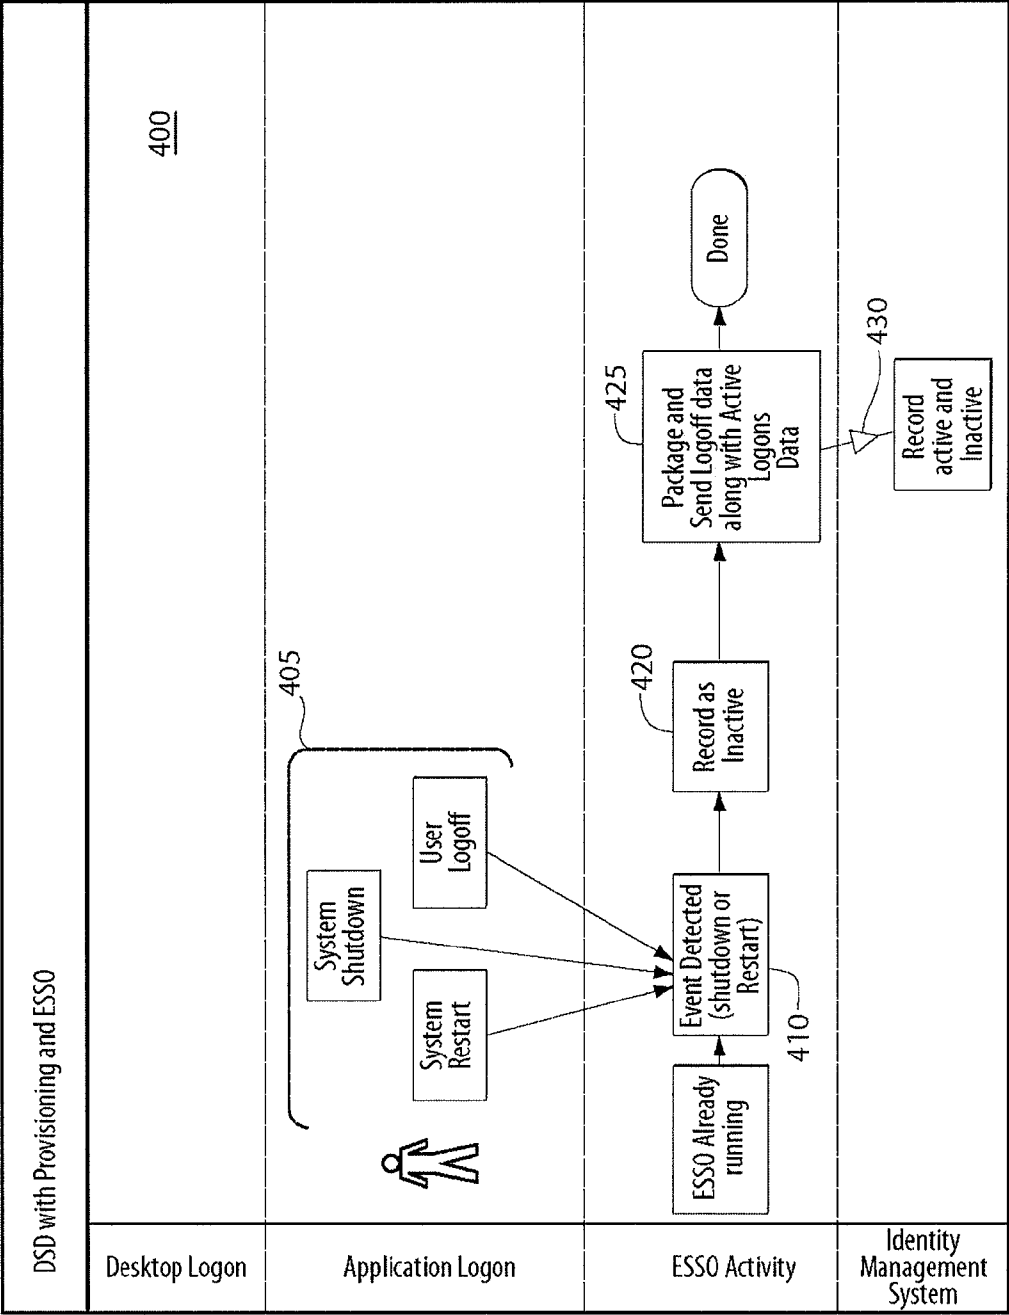 DSD with Provisioning and ESSO
400
Desktop Logon
Application Logon
405
System
Shutdown
System
Restart
User
Logoff
ESSO Activity
ESSO Already
running
Event Detected
(shutdown or
Restart)
410
Record as
Inactive
420
Package and
Send Logoff data
along with Active
Logons
Data
425
Done
Identity
Management
System
430
Record
active and
Inactive